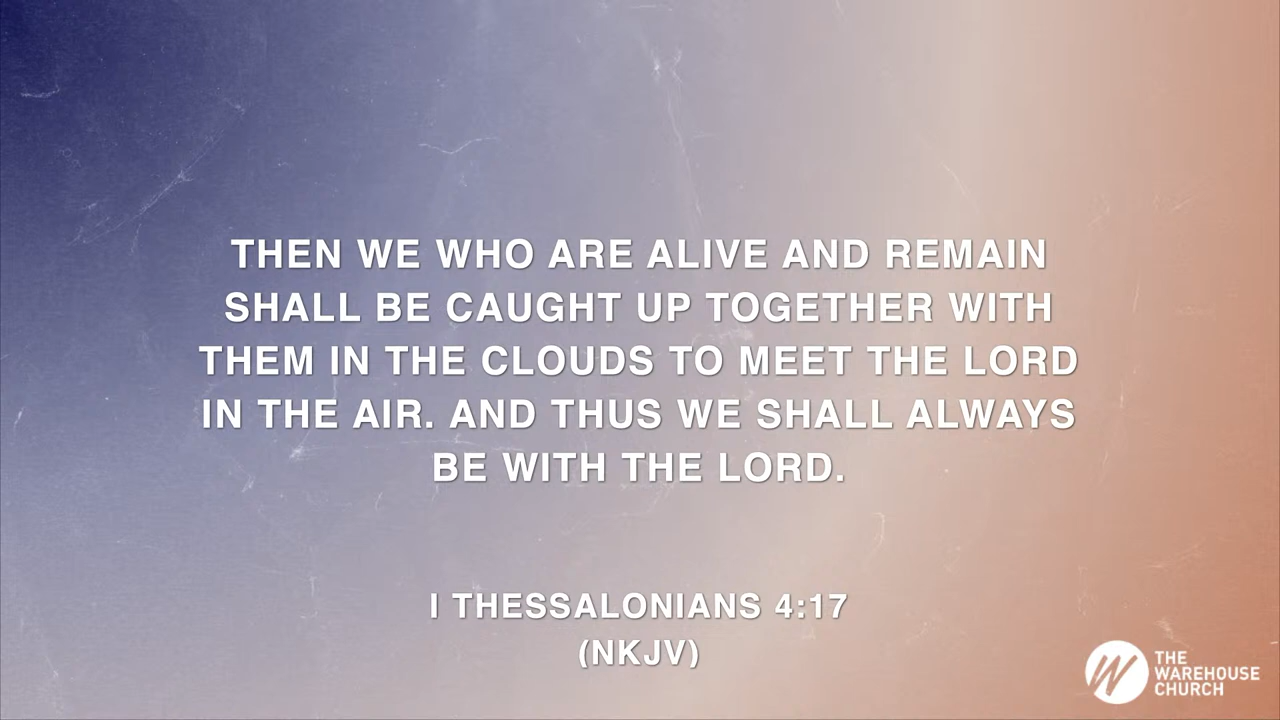 THEN WE WHO ARE ALIVE AND REMAIN
SHALL BE CAUGHT UP TOGETHER WITH
THEM IN THE CLOUDS TO MEET THE LORD
IN THE AIR. AND THUS WE SHALL ALWAYS
BE WITH THE LORD.
I THESSALONIANS 4:17
(NKJV)
THE
WAREHOUSE
CHURCH